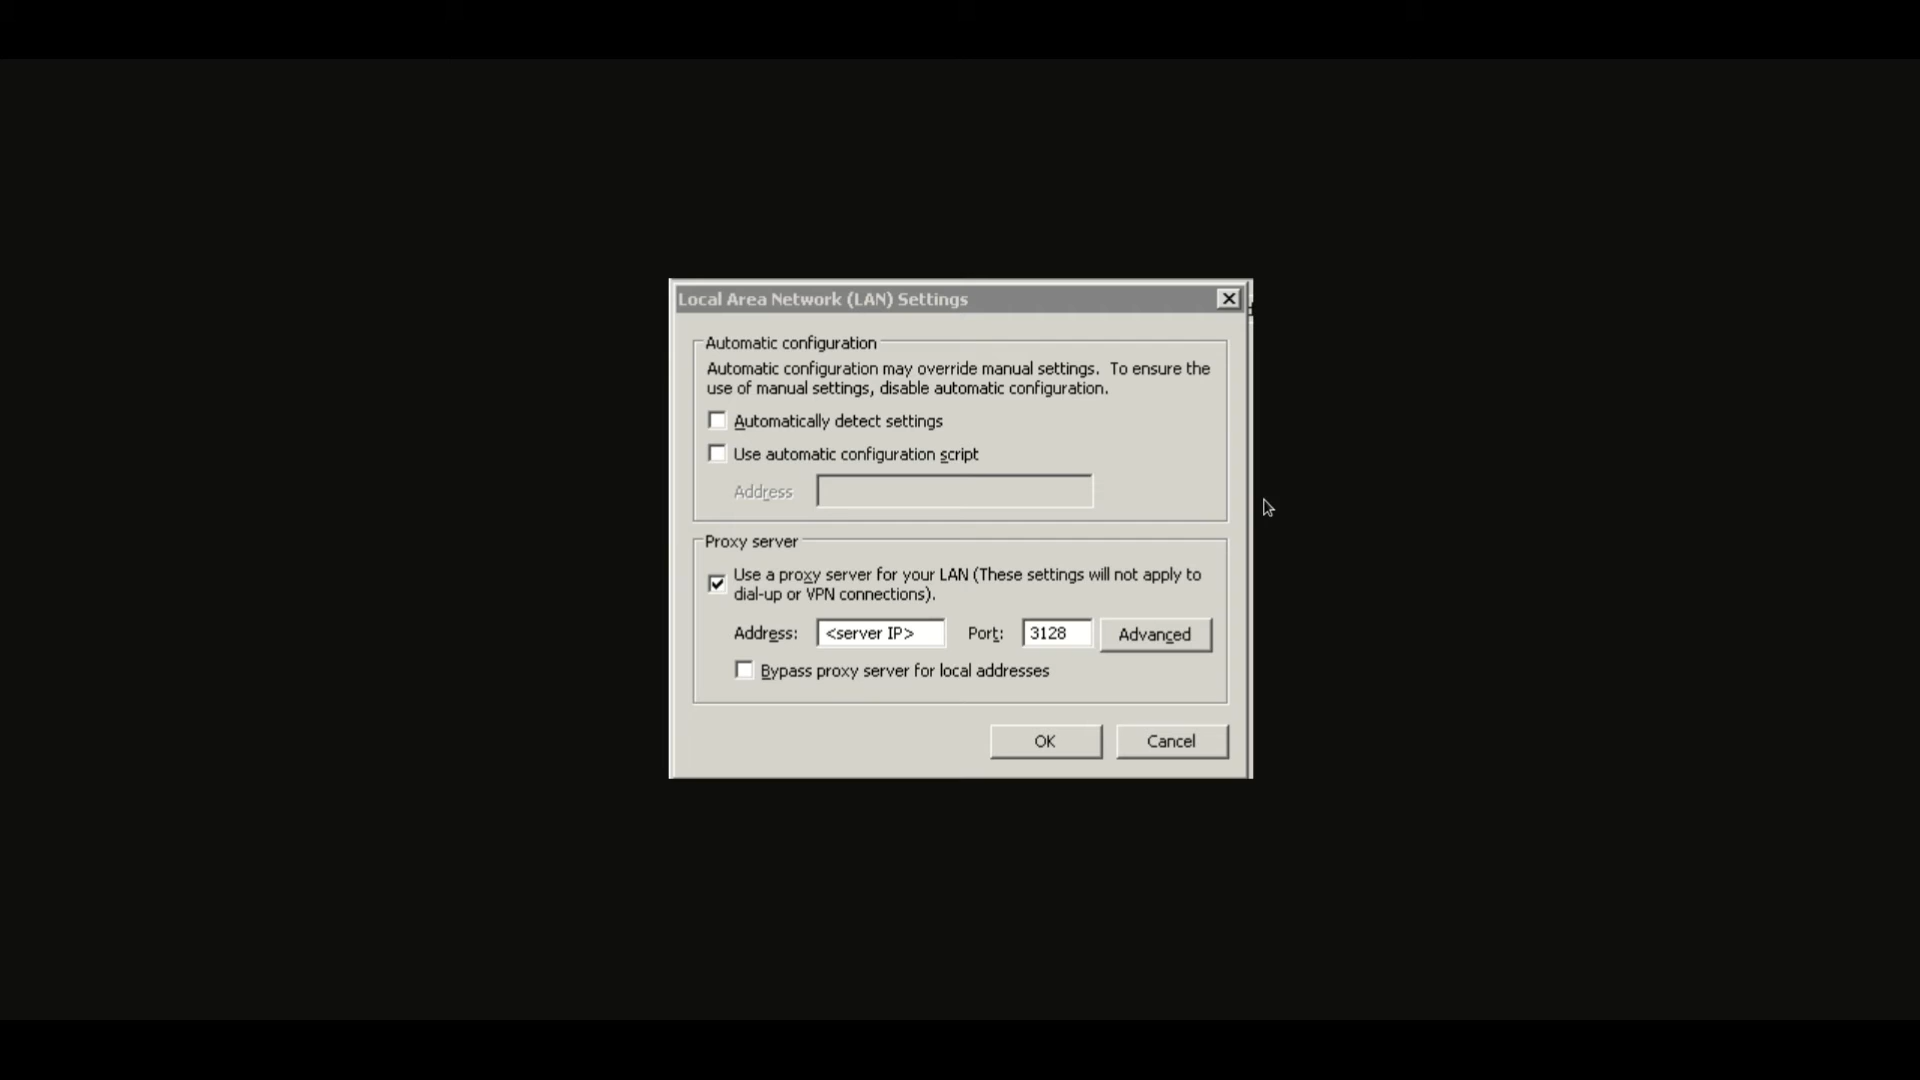 Local Area Network (LAN) Settings
Automatic configuration
Automatic configuration may override manual settings. To ensure the
use of manual settings, disable automatic configuration.
Automatically detect settings
Use automatic configuration script
Address
Proxy server
Use a proxy server for your LAN (These settings will not apply to
dial-up or VPN connections).
Address: <server IP> Port: 3128 Advanced
Bypass proxy server for local addresses
OK Cancel